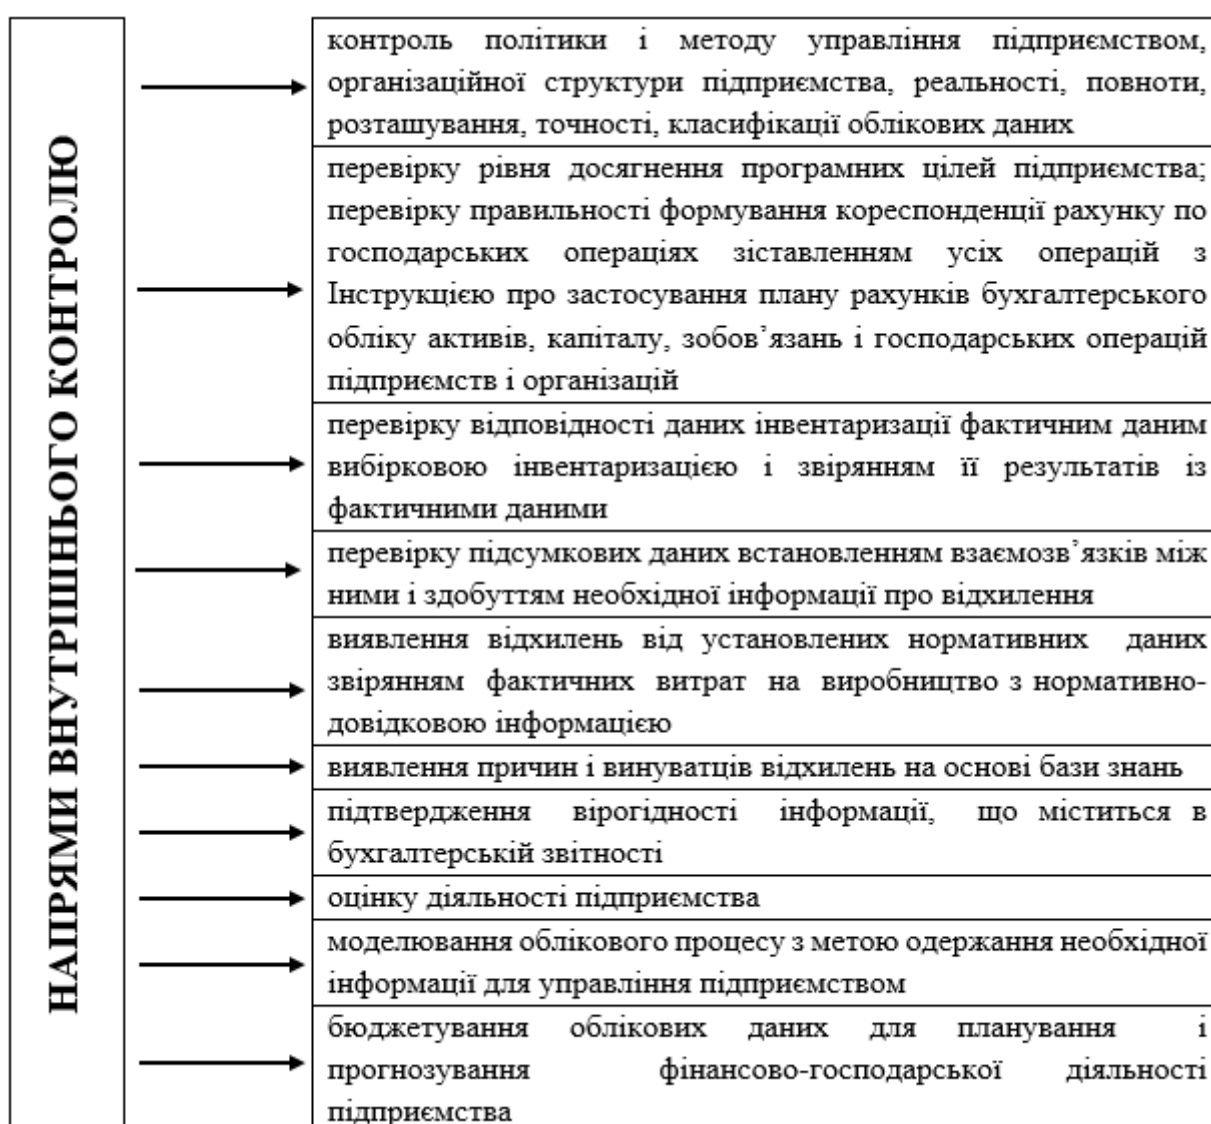 НАПРЯМИ ВНУТРІШНЬОГО КОНТРОЛЮ
контроль політики і методу управління підприємством,
організаційної структури підприємства, реальності, повноти,
розташування, точності, класифікації облікових даних
перевірку рівня досягнення програмних цілей підприємства;
перевірку правильності формування кореспонденції рахунку по
господарських операціях зіставленням усіх операцій з
Інструкцією про застосування плану рахунків бухгалтерського
обліку активів, капіталу, зобов’язань і господарських операцій
підприємств і організацій
перевірку відповідності даних інвентаризації фактичним даним
вибірковою інвентаризацією і звірянням її результатів із
фактичними даними
перевірку підсумкових даних встановленням взаємозв’язків між
ними і здобуттям необхідної інформації про відхилення
виявлення відхилень від установлених нормативних даних
звірянням фактичних витрат на виробництво з нормативно-
довідковою інформацією
виявлення причин і винуватців відхилень на основі бази знань
підтвердження вірогідності інформації, що міститься в
бухгалтерській звітності
оцінку діяльності підприємства
моделювання облікового процесу з метою одержання необхідної
інформації для управління підприємством
бюджетування облікових даних для планування і
прогнозування фінансово-господарської діяльності
підприємства